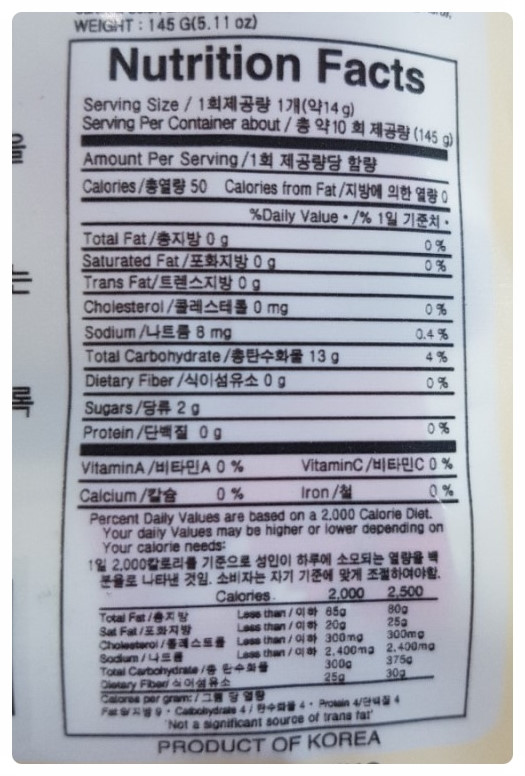 WEIGHT : 145 G(5.11 oz)
Nutrition Facts
Serving Size / 1회제공량 1개(약14 g)
Serving Per Container about / 총 약10 회 제공량 (145 g)
Amount Per Serving /1회 제공량당 함량
Calories /총열량 50 Calories from Fat /지방에 의한 열량 0
%Daily Value • /% 1일 기준치 •
Total Fat /총지방 0 g 0 %
Saturated Fat /포화지방 0 g 0 %
Trans Fat/트렌스지방 0 g
Cholesterol /콜레스테롤 0 mg 0 %
Sodium /나트륨 8 mg 0.4 %
Total Carbohydrate /총탄수화물 13 g 4 %
Dietary Fiber /식이섬유소 0 g 0 %
Sugars /당류 2 g
Protein /단백질 0 g 0 %
VitaminA /비타민A 0 % VitaminC /비타민C 0 %
Calcium /칼슘 0 % Iron /철 0 %
Percent Daily Values are based on a 2,000 Calorie Diet.
Your daily Values may be higher or lower depending on
Your calorie needs:
1일 2,000칼로리를 기준으로 성인이 하루에 소모되는 열량을 백
분율로 나타낸 것임. 소비자는 자기 기준에 맞게 조절하여야함.
Calories. 2,000 2,500
Total Fat /총지방 Less than / 이하 65g 80g
Sat Fat /포화지방 Less than / 이하 20g 25g
Cholesterol /콜레스트롤 Less than / 이하 300mg 300mg
Sodium / 나트륨 Less than / 이하 2,400mg 2,400mg
Total Carbohydrate /총 탄수화물 300g 375g
Dietary Fiber/ 식이섬유소 25g 30g
Calories per gram: / 그램 당 열량
Fat 9/지방 9 • Carbohydrate 4 / 탄수화물 4 • Protein 4/단백질 4
'Not a significant source of trans fat'
PRODUCT OF KOREA
을
는
록